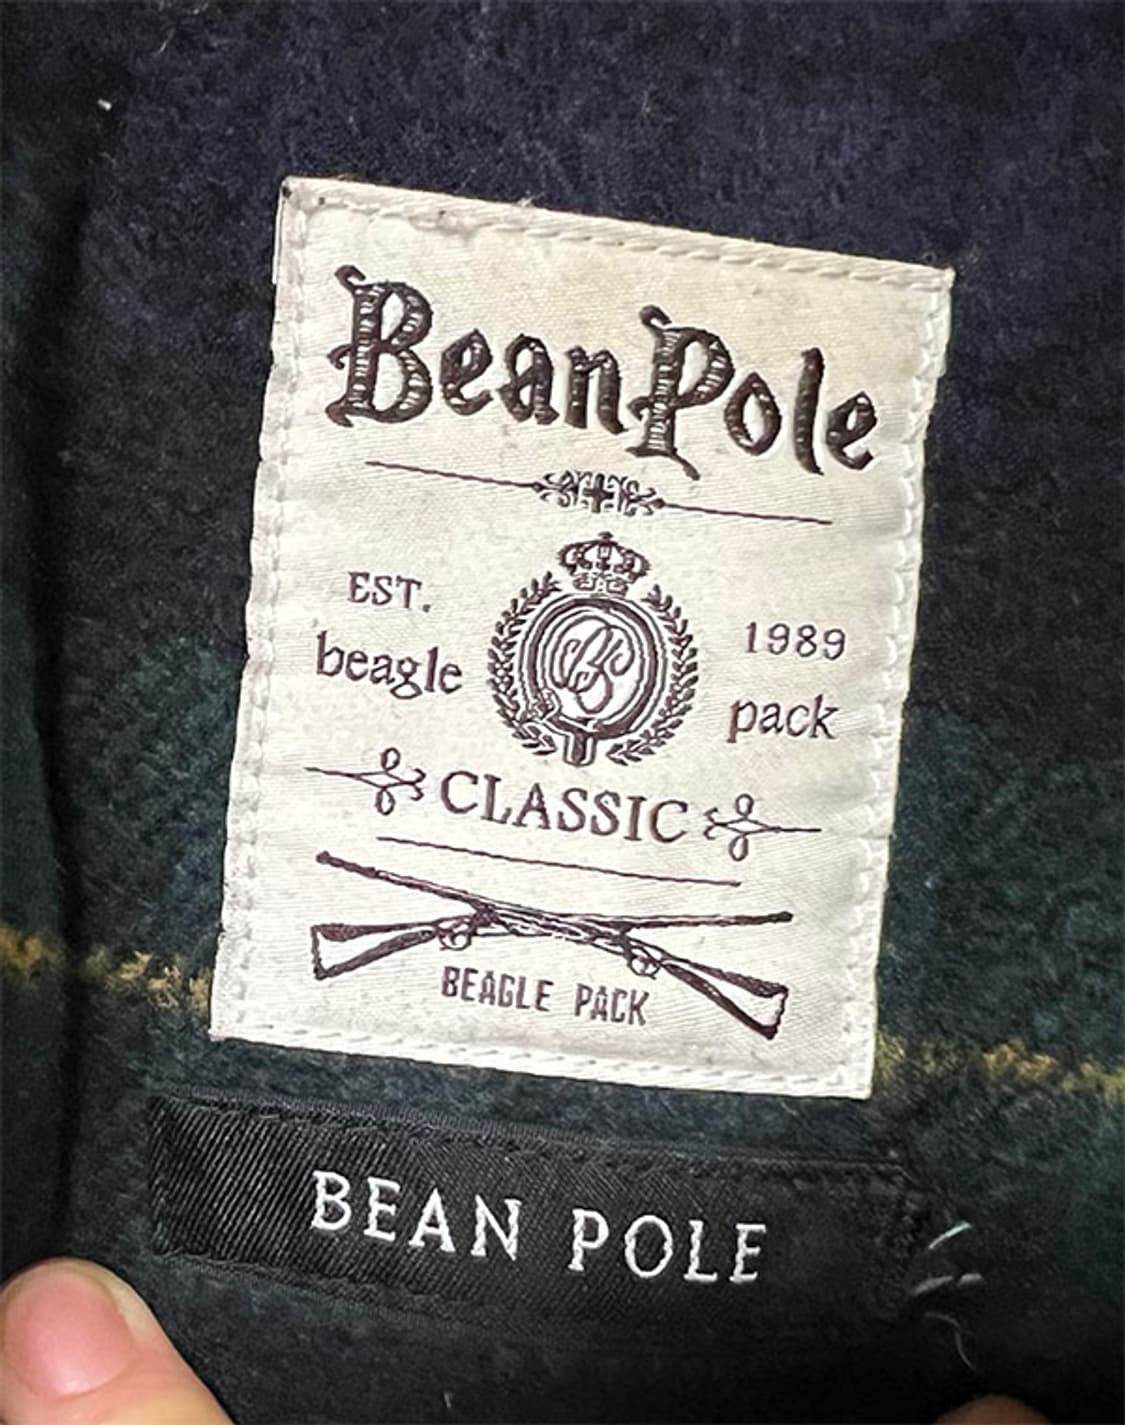 BeanPole
EST. 1989
beagle pack
CLASSIC
BEAGLE PACK
BEAN POLE